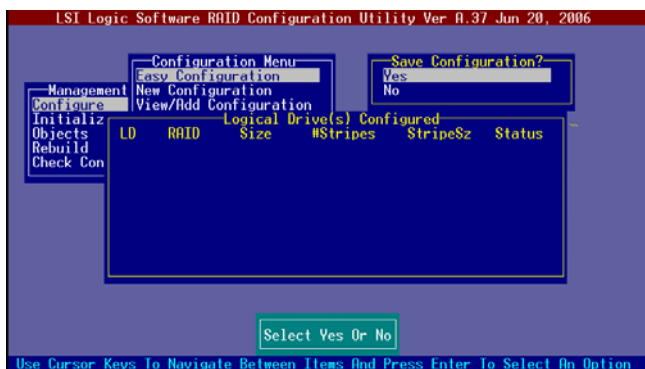 LSI Logic Software RAID Configuration Utility Ver A.37 Jun 20, 2006
Configuration Menu
Easy Configuration
New Configuration
View/Add Configuration
Save Configuration?
Yes
No
Management
Configure
Initializ
Objects
Rebuild
Check Con
Logical Drive(s) Configured
LD RAID Size #Stripes StripeSz Status
Select Yes Or No
Use Cursor Keys To Navigate Between Items And Press Enter To Select An Option